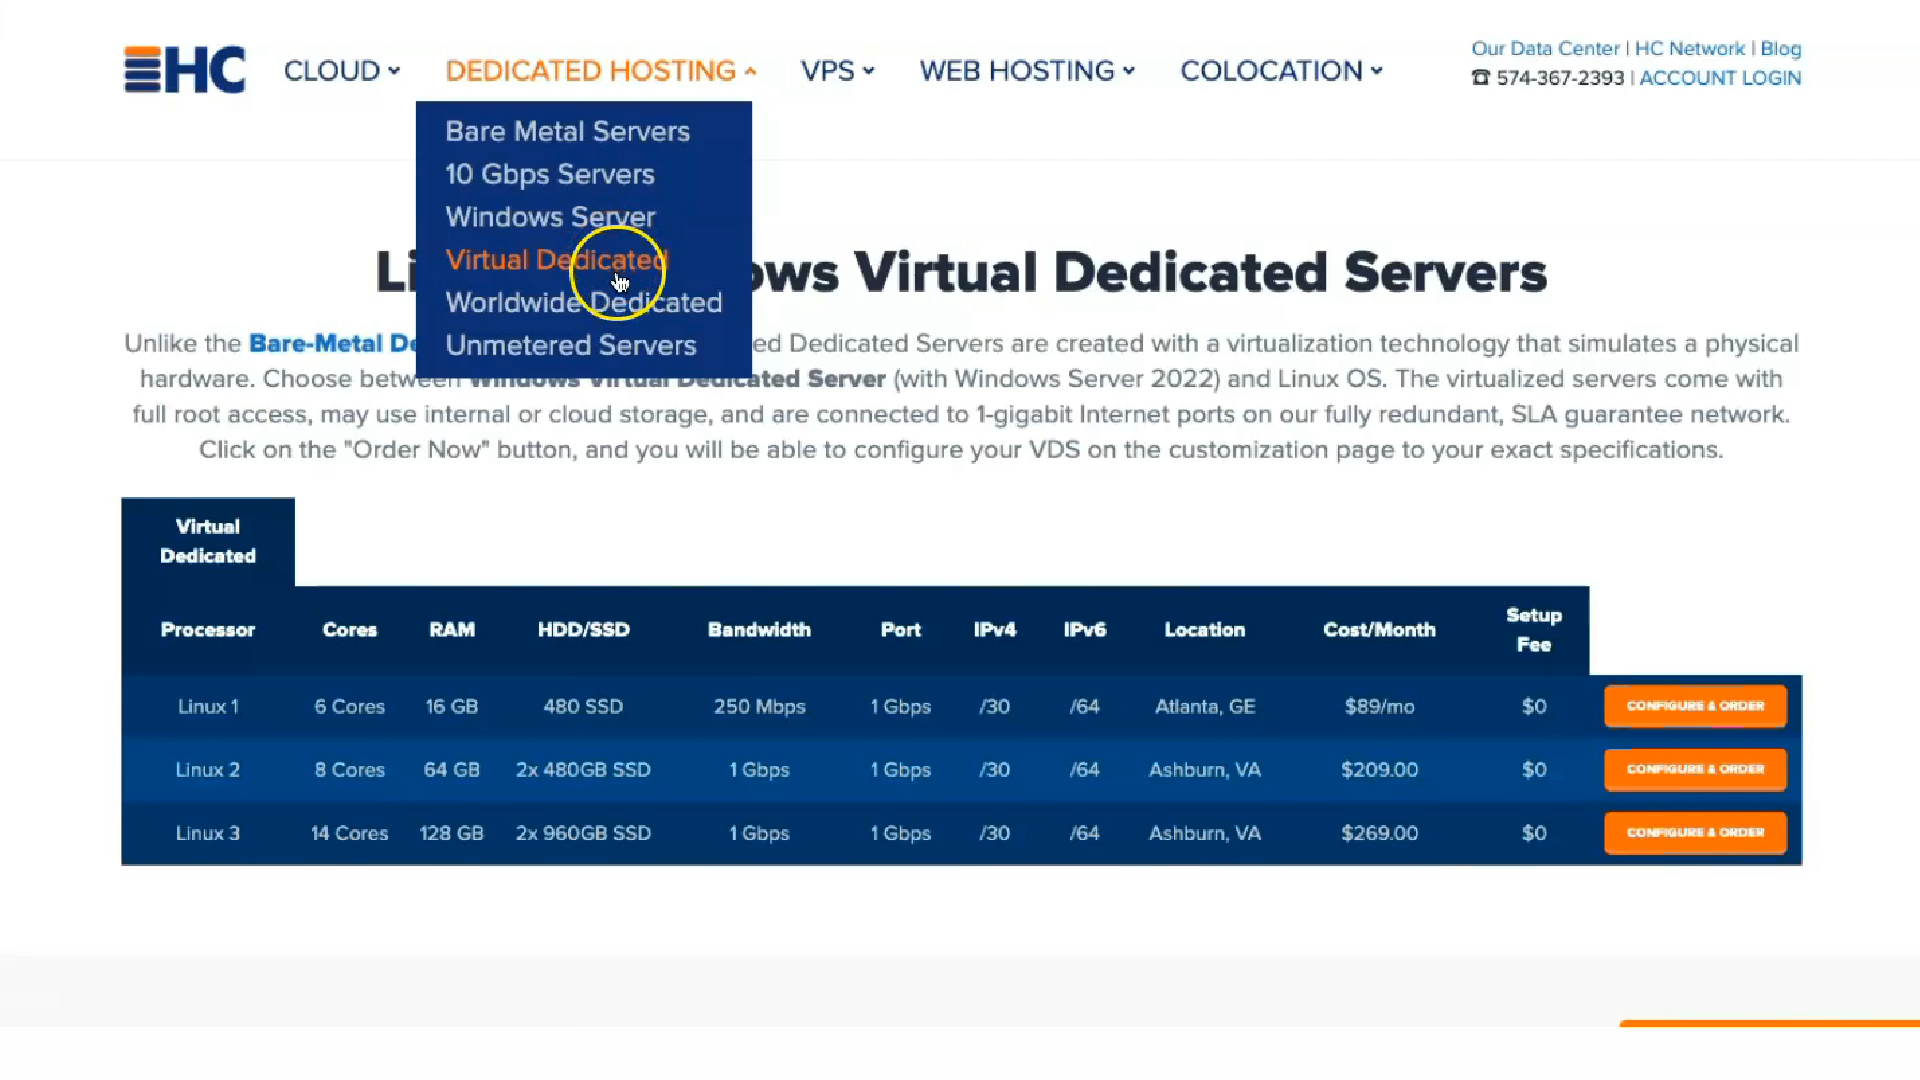 HC
CLOUD
DEDICATED HOSTING
VPS
WEB HOSTING
COLOCATION
Our Data Center | HC Network | Blog
☎ 574-367-2393 | ACCOUNT LOGIN
Bare Metal Servers
10 Gbps Servers
Windows Server
Virtual Dedicated
Worldwide Dedicated
Unmetered Servers
Virtual Dedicated Servers
Unlike the Bare-Metal Dedicated Servers are created with a virtualization technology that simulates a physical
hardware. Choose between Windows Virtual Dedicated Server (with Windows Server 2022) and Linux OS. The virtualized servers come with
full root access, may use internal or cloud storage, and are connected to 1-gigabit Internet ports on our fully redundant, SLA guarantee network.
Click on the "Order Now" button, and you will be able to configure your VDS on the customization page to your exact specifications.
Virtual
Dedicated
Processor Cores RAM HDD/SSD Bandwidth Port IPv4 IPv6 Location Cost/Month Setup Fee
Linux 1 6 Cores 16 GB 480 SSD 250 Mbps 1 Gbps /30 /64 Atlanta, GE $89/mo $0 CONFIGURE & ORDER
Linux 2 8 Cores 64 GB 2x 480GB SSD 1 Gbps 1 Gbps /30 /64 Ashburn, VA $209.00 $0 CONFIGURE & ORDER
Linux 3 14 Cores 128 GB 2x 960GB SSD 1 Gbps 1 Gbps /30 /64 Ashburn, VA $269.00 $0 CONFIGURE & ORDER